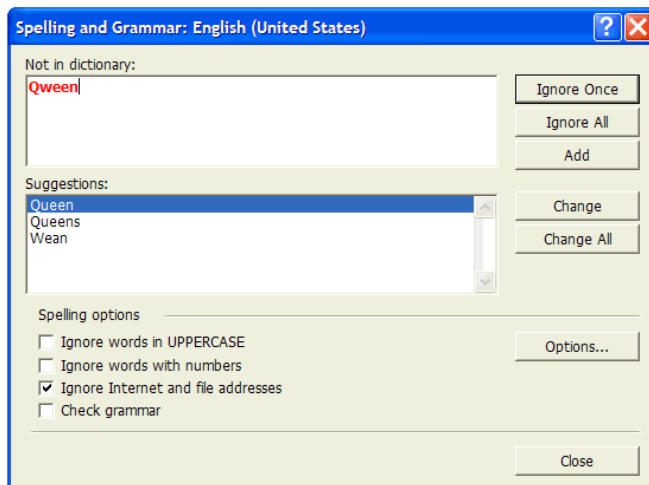 Spelling and Grammar: English (United States)
Not in dictionary:
Qween
Ignore Once
Ignore All
Add
Suggestions:
Queen
Queens
Wean
Change
Change All
Spelling options
Ignore words in UPPERCASE
Ignore words with numbers
Ignore Internet and file addresses
Check grammar
Options...
Close